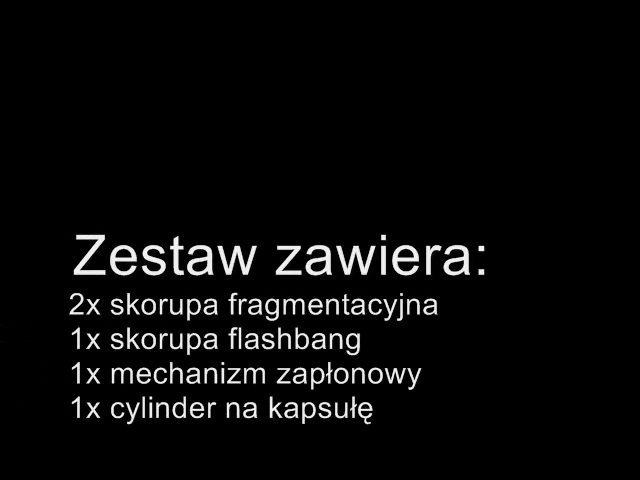 Zestaw zawiera:
2x skorupa fragmentacyjna
1x skorupa flashbang
1x mechanizm zapłonowy
1x cylinder na kapsułę